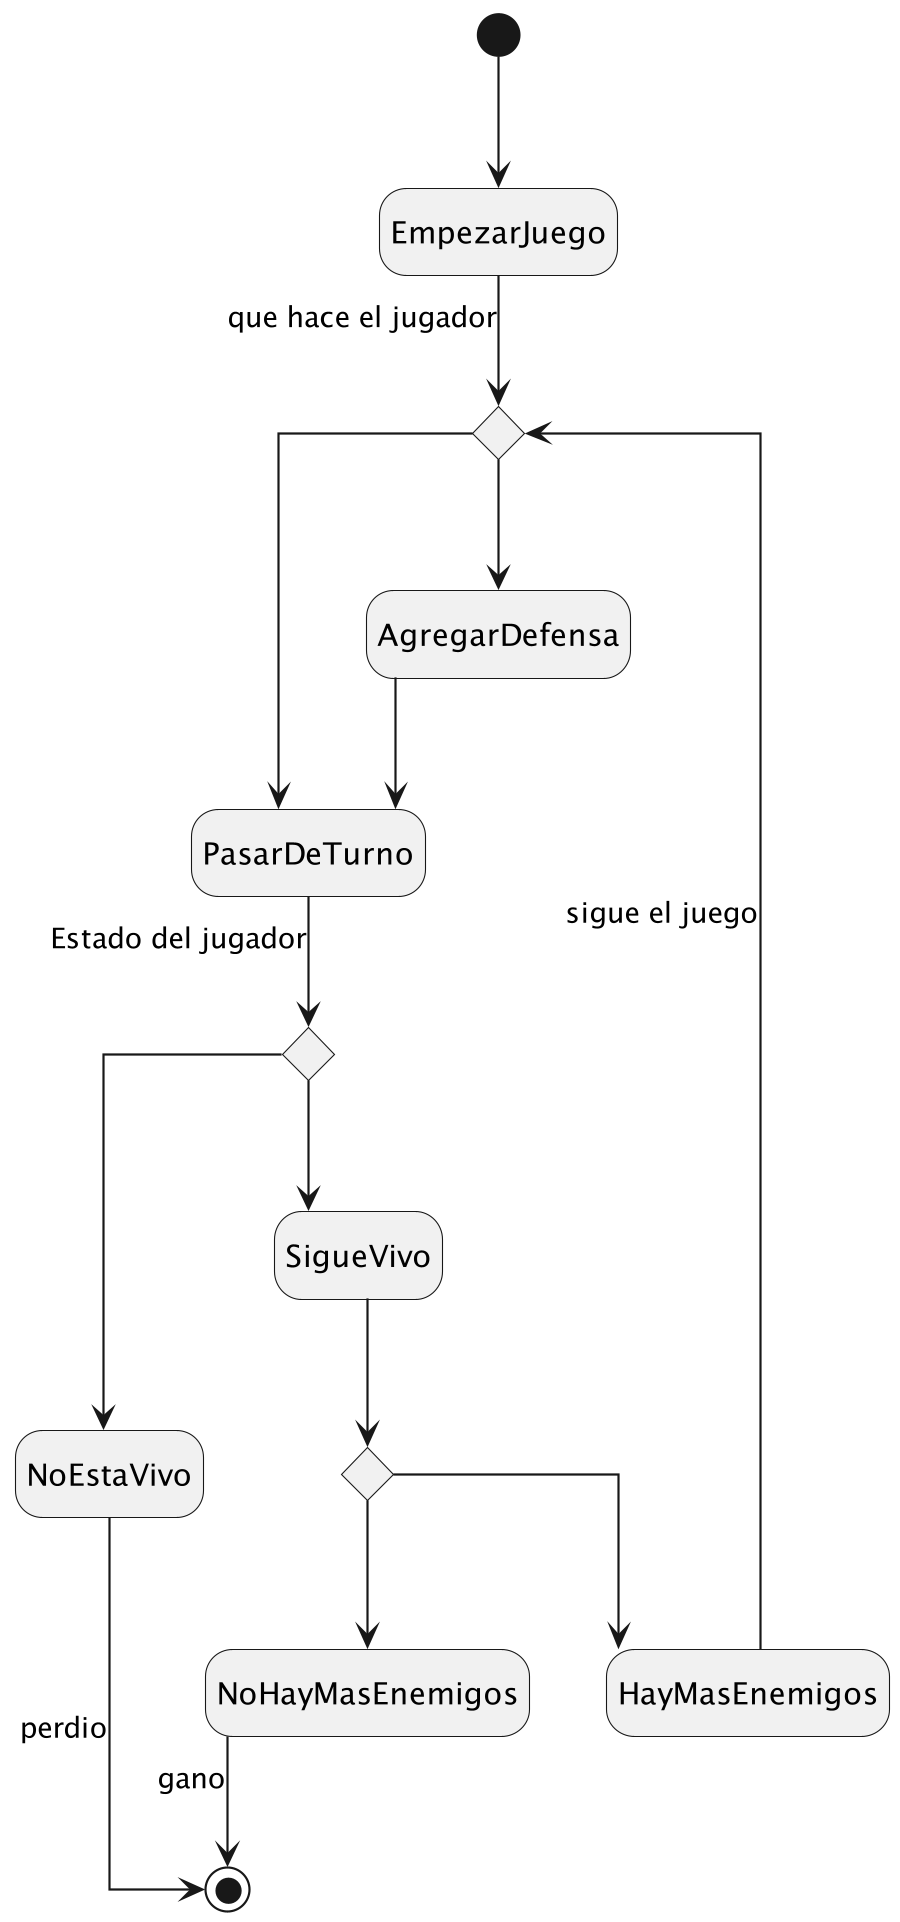 EmpezarJuego
que hace el jugador
AgregarDefensa
PasarDeTurno
sigue el juego
Estado del jugador
SigueVivo
NoEstaVivo
NoHayMasEnemigos
HayMasEnemigos
perdio
gano